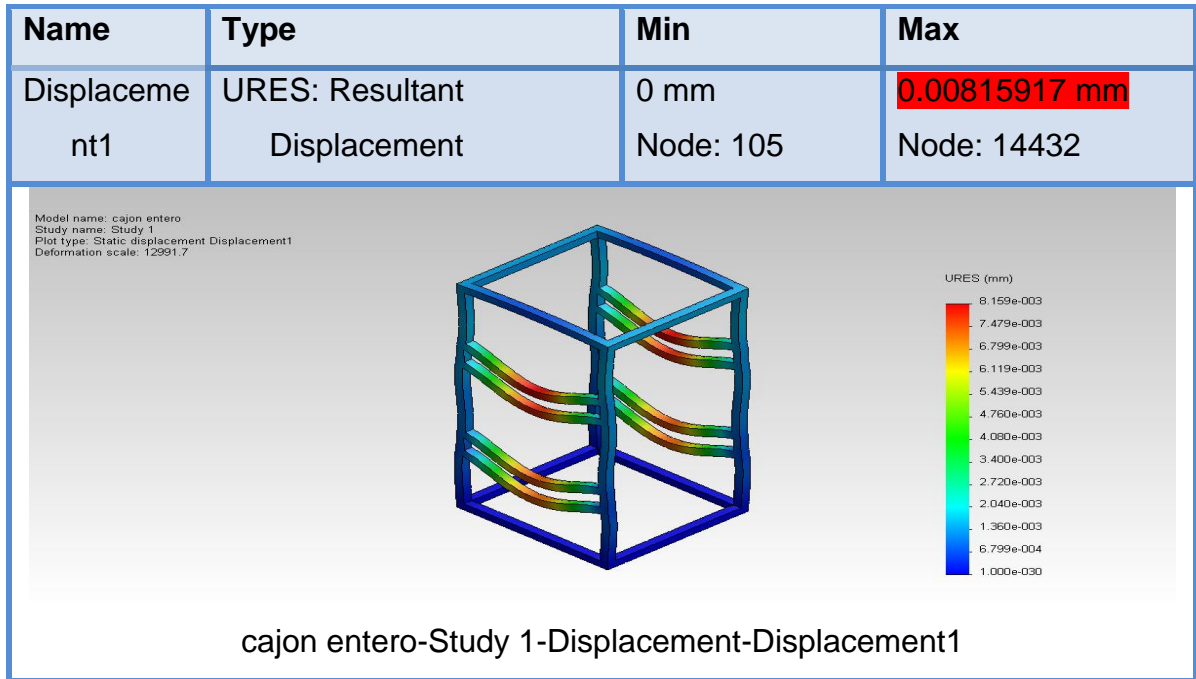 Name Type Min Max
Displaceme URES: Resultant 0 mm 0.00815917 mm
nt1 Displacement Node: 105 Node: 14432
Model name: cajon entero
Study name: Study 1
Plot type: Static displacement Displacement1
Deformation scale: 12991.7
URES (mm)
8.159e-003
7.479e-003
6.799e-003
6.119e-003
5.439e-003
4.760e-003
4.080e-003
3.400e-003
2.720e-003
2.040e-003
1.360e-003
6.799e-004
1.000e-030
cajon entero-Study 1-Displacement-Displacement1